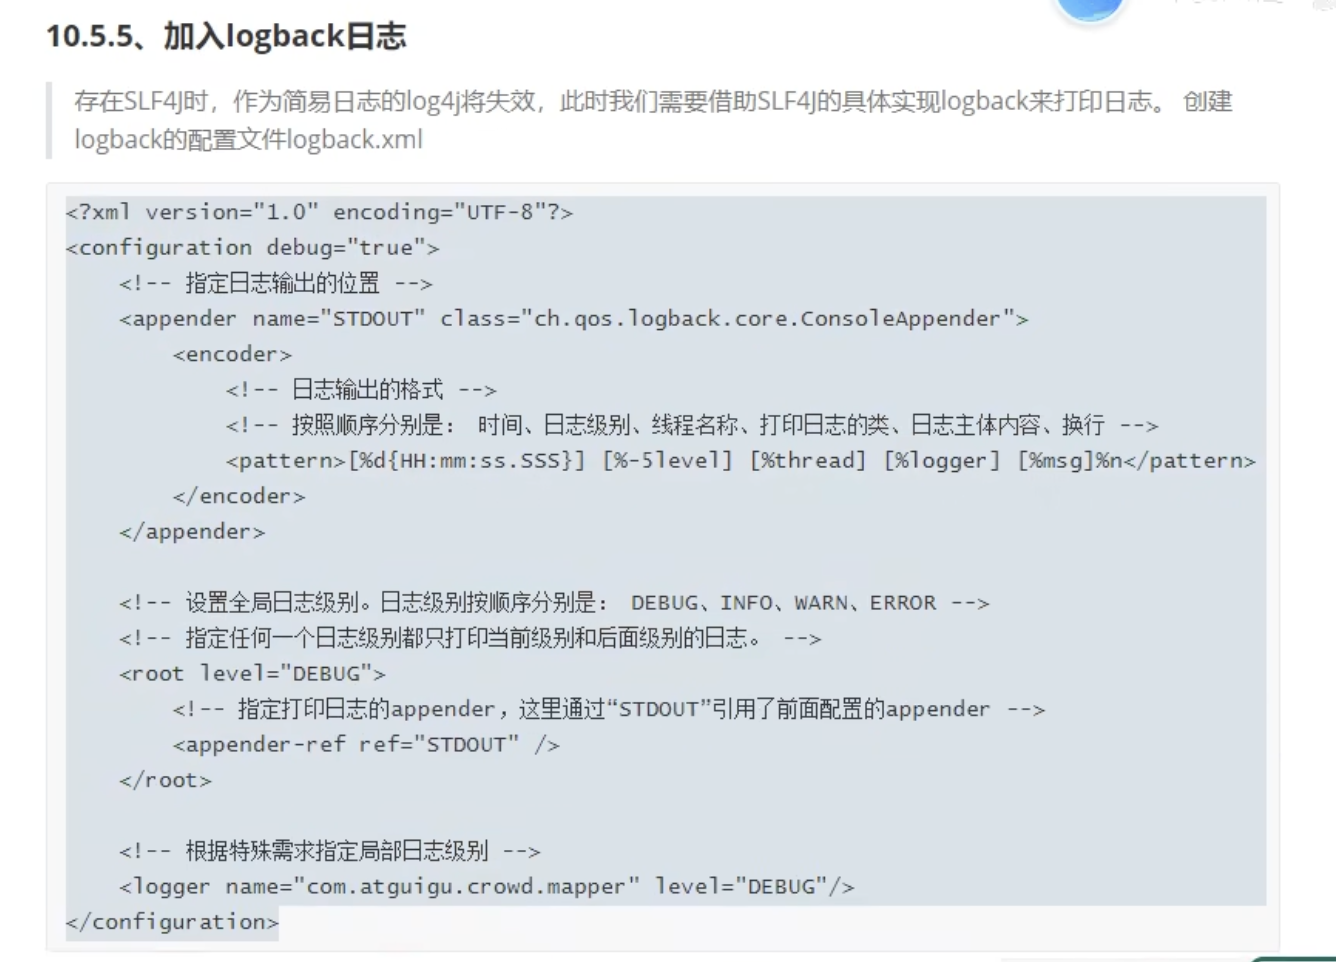 10.5.5、加入logback日志
存在SLF4J时，作为简易日志的log4j将失效，此时我们需要借助SLF4J的具体实现logback来打印日志。 创建
logback的配置文件logback.xml
<?xml version="1.0" encoding="UTF-8"?>
<configuration debug="true">
    <!-- 指定日志输出的位置 -->
    <appender name="STDOUT" class="ch.qos.logback.core.ConsoleAppender">
        <encoder>
            <!-- 日志输出的格式 -->
            <!-- 按照顺序分别是： 时间、日志级别、线程名称、打印日志的类、日志主体内容、换行 -->
            <pattern>[%d{HH:mm:ss.SSS}] [%-5level] [%thread] [%logger] [%msg]%n</pattern>
        </encoder>
    </appender>
    <!-- 设置全局日志级别。日志级别按顺序分别是： DEBUG、INFO、WARN、ERROR -->
    <!-- 指定任何一个日志级别都只打印当前级别和后面级别的日志。 -->
    <root level="DEBUG">
        <!-- 指定打印日志的appender，这里通过“STDOUT”引用了前面配置的appender -->
        <appender-ref ref="STDOUT" />
    </root>
    <!-- 根据特殊需求指定局部日志级别 -->
    <logger name="com.atguigu.crowd.mapper" level="DEBUG"/>
</configuration>